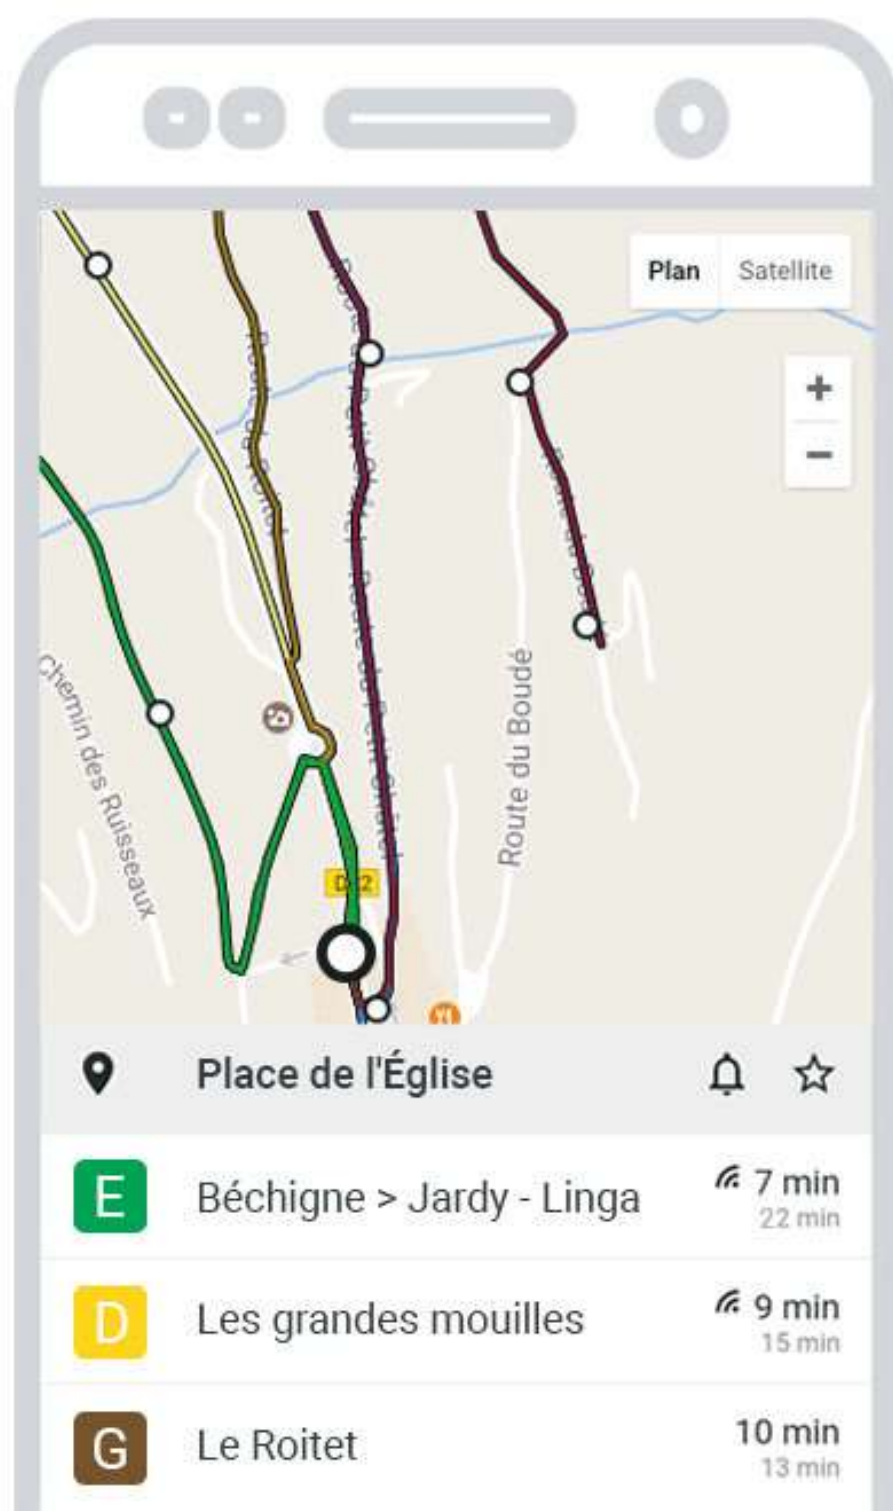 Plan
Satellite
+
−
Chemin des Ruisseaux
Route du Boudé
Place de l'Église
E
Béchigne > Jardy - Linga
7 min
22 min
D
Les grandes mouilles
9 min
15 min
G
Le Roitet
10 min
13 min